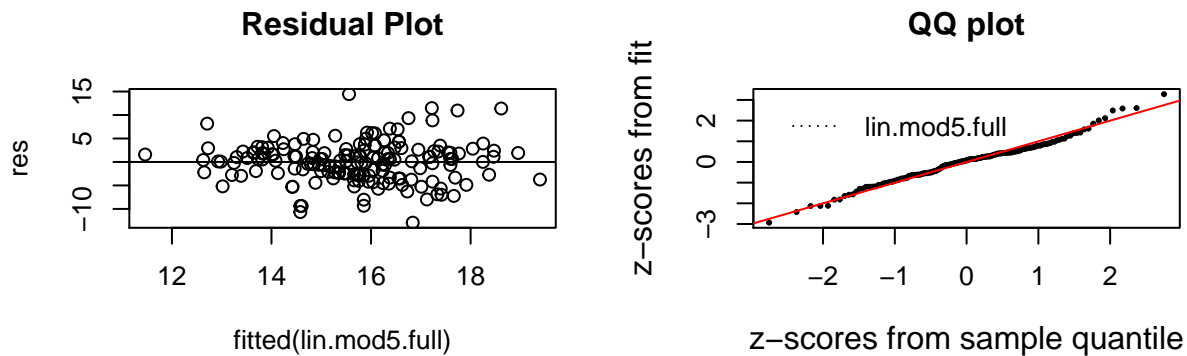 Residual Plot
res
15
5
−10
12
14
16
18
fitted(lin.mod5.full)
QQ plot
z−scores from fit
2
0
−3
lin.mod5.full
−2
−1
0
1
2
z−scores from sample quantile